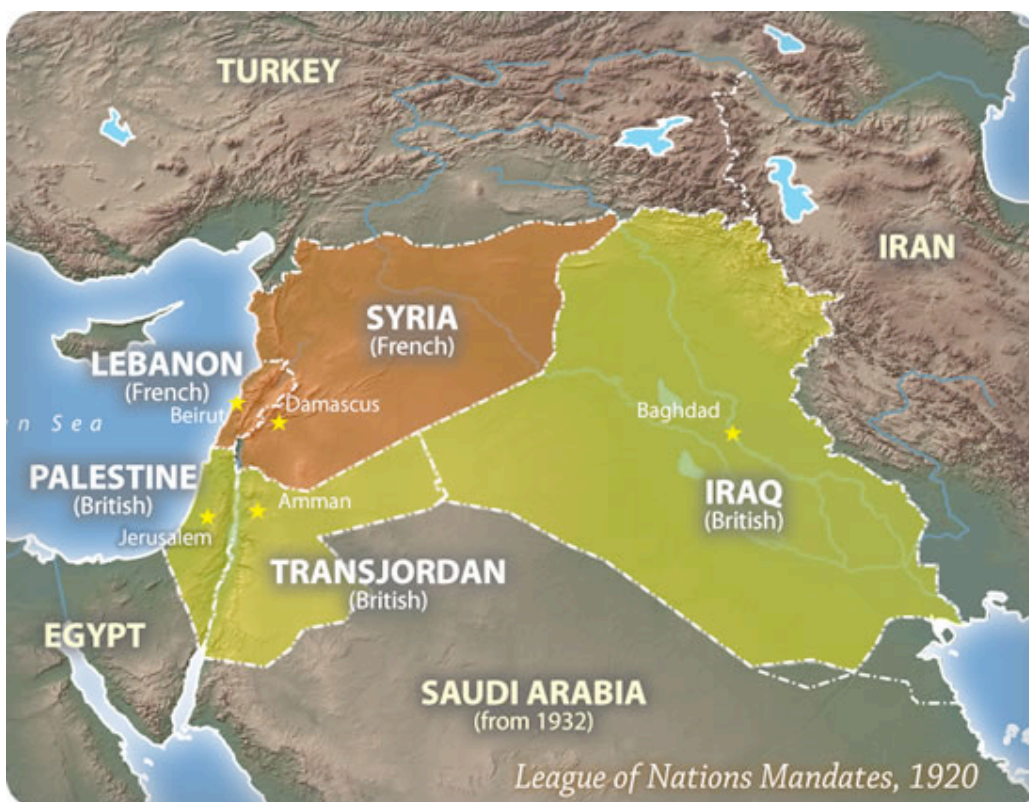 TURKEY
IRAN
SYRIA
(French)
LEBANON
(French)
Beirut
Damascus
n Sea
Baghdad
PALESTINE
(British)
Amman
IRAQ
(British)
Jerusalem
TRANSJORDAN
(British)
EGYPT
SAUDI ARABIA
(from 1932)
League of Nations Mandates, 1920